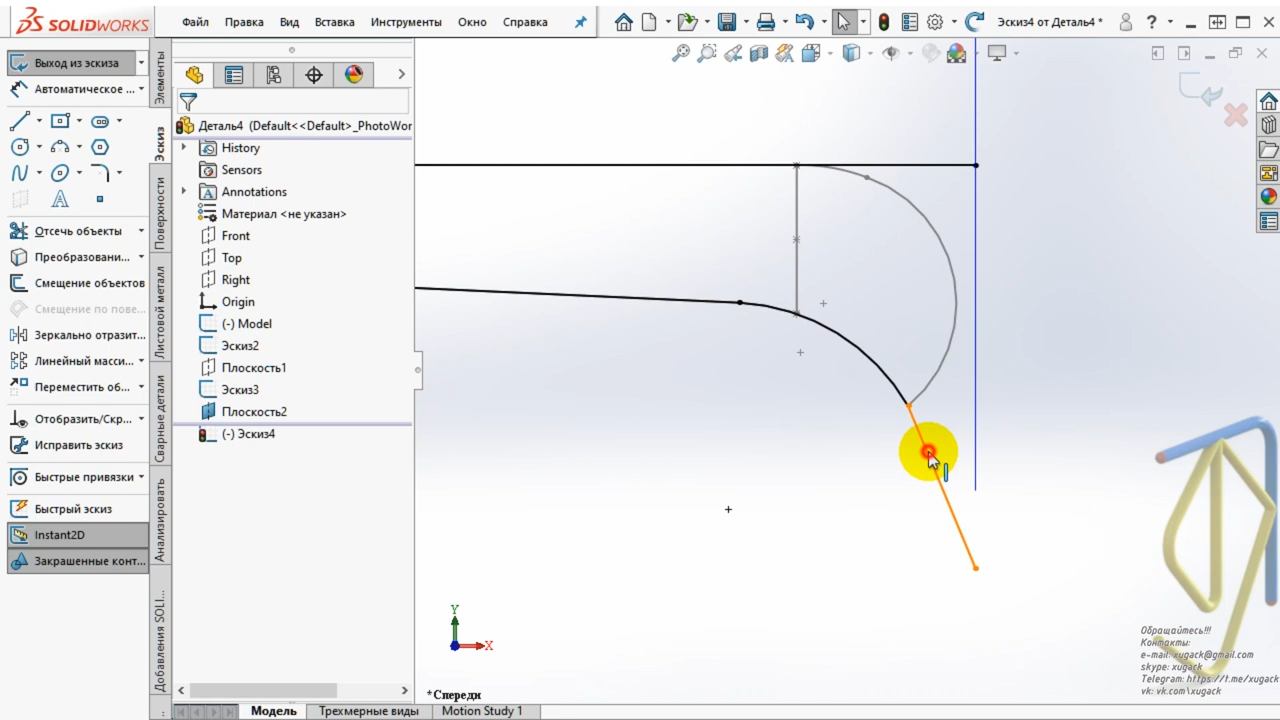 SOLIDWORKS
Файл Правка Вид Вставка Инструменты Окно Справка
Эскиз4 от Деталь4 *
?
Выход из эскиза
Автоматическое ...
Отсечь объекты
Преобразовани...
Смещение объектов
Смещение по пове...
Зеркально отразит...
Линейный масси...
Переместить об...
Отобразить/Скр...
Исправить эскиз
Быстрые привязки
Быстрый эскиз
Instant2D
Закрашенные конт...
Элементы
Эскиз
Поверхности
Листовой металл
Сварные детали
Анализировать
Добавления SOLI...
Деталь4 (Default<<Default>_PhotoWor
History
Sensors
Annotations
Материал <не указан>
Front
Top
Right
Origin
(-) Model
Эскиз2
Плоскость1
Эскиз3
Плоскость2
(-) Эскиз4
Y
X
*Спереди
Модель Трехмерные виды Motion Study 1
Обращайтесь!!!
Контакты:
e-mail: xugack@gmail.com
skype: xugack
Telegram: https://t.me/xugack
vk: vk.com\xugack